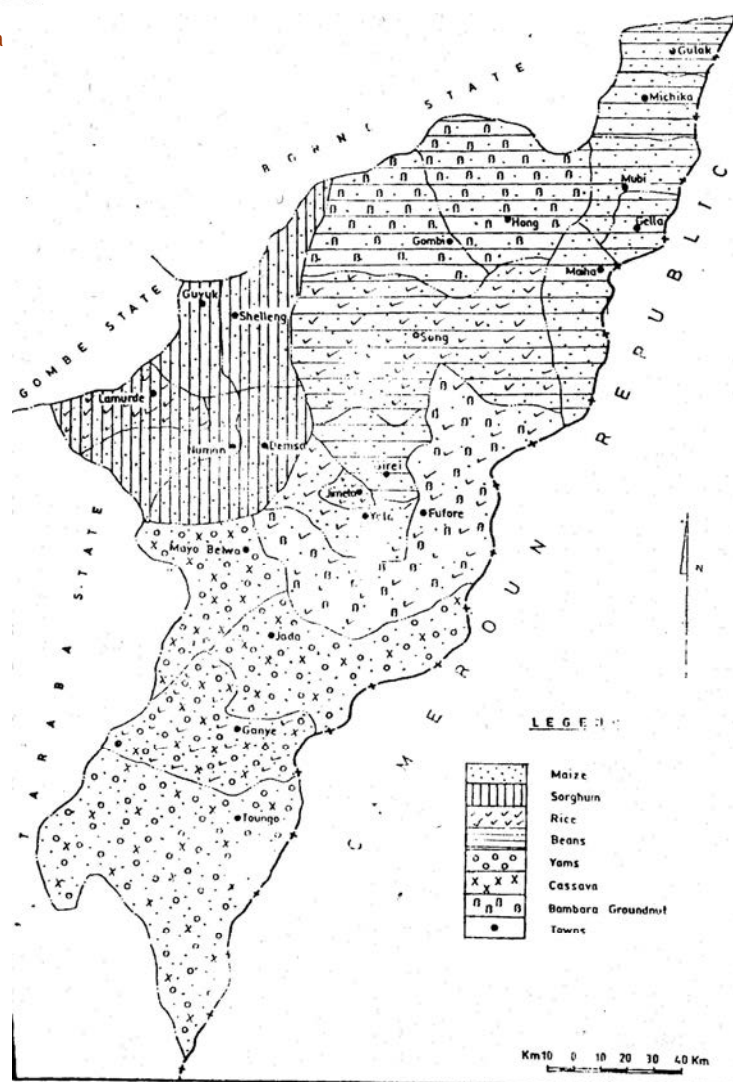 Gulak
Michika
BORNO STATE
Mubi
Hong
Gella
Gombi
Maiha
Guyuk
Shelleng
GOMBE STATE
Song
Lamurde
Numan
Demsa
Girei
Jimeta
Yola
Fufore
Mayo Belwa
TARABA STATE
Jada
Ganye
Toungo
MEROUN REPUBLIC
N
LEGE
Maize
Sorghum
Rice
Beans
Yams
Cassava
Bambara Groundnut
Towns
Km10 0 10 20 30 40 Km